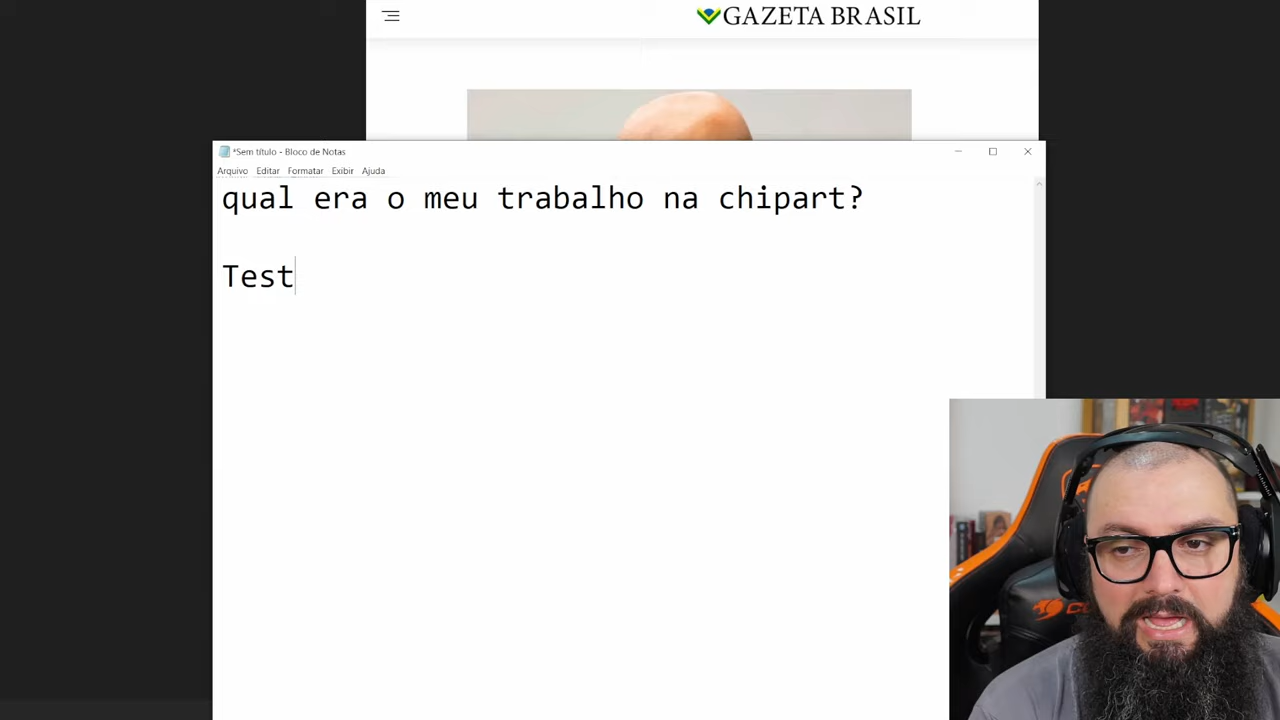 GAZETA BRASIL
*Sem título - Bloco de Notas
Arquivo Editar Formatar Exibir Ajuda
qual era o meu trabalho na chipart?
Test